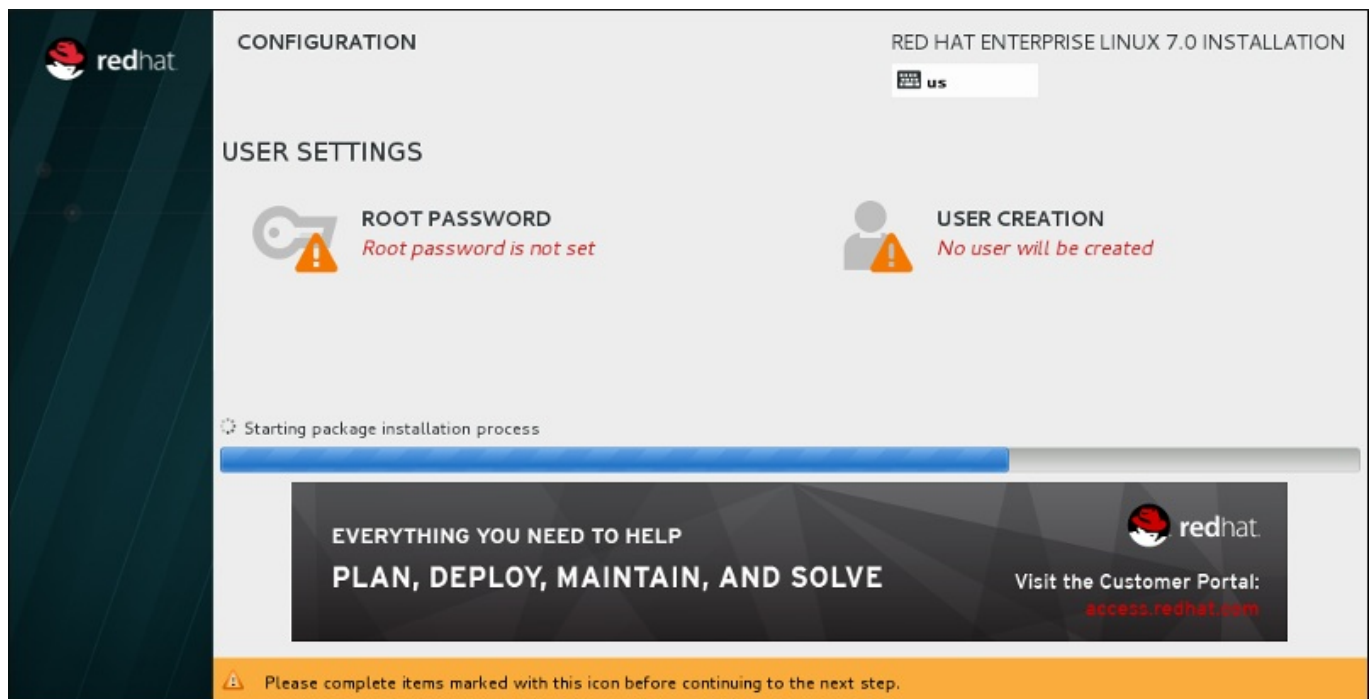 redhat.
CONFIGURATION
RED HAT ENTERPRISE LINUX 7.0 INSTALLATION
us
USER SETTINGS
ROOT PASSWORD
Root password is not set
USER CREATION
No user will be created
Starting package installation process
EVERYTHING YOU NEED TO HELP
PLAN, DEPLOY, MAINTAIN, AND SOLVE
redhat.
Visit the Customer Portal:
access.redhat.com
Please complete items marked with this icon before continuing to the next step.